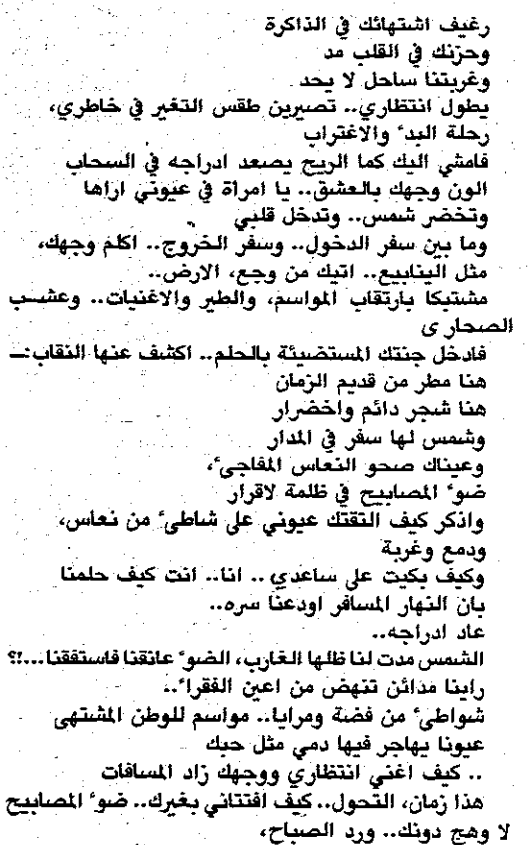 رغيف اشتهائك في الذاكرة
وحزنك في القلب مد
وغربتنا ساحل لا يحد
يطول انتظاري.. تصيرين طقس التغير في خاطري،
رحلة البدء والاغتراب
فامشي اليك كما الريح يصعد ادراجه في السحاب
الون وجهك بالعشق.. يا امراة في عيوني اراها
وتخضر شمس.. وتدخل قلبي
وما بين سفر الدخول.. وسفر الخروج.. اكلم وجهك،
مثل الينابيع.. اتيك من وجع، الارض..
مشتبكا بارتقاب المواسم، والطير والاغنيات.. وعشب
الصحارى
فادخل جنتك المستضيئة بالحلم.. اكشف عنها النقاب:ـ
هنا مطر من قديم الزمان
هنا شجر دائم واخضرار
وشمس لها سفر في المدار
وعيناك صحو النعاس المفاجىء،
ضوء المصابيح في ظلمة لاقرار
واذكر كيف التقتك عيوني على شاطىء من نعاس،
ودمع وغربة
وكيف بكيت على ساعدي .. انا.. انت كيف حلمنا
بان النهار المسافر اودعنا سره..
عاد ادراجه..
الشمس مدت لنا ظلها الغارب، الضوء عانقنا فاستفقنا...!؟
راينا مدائن تنهض من اعين الفقراء..
شواطىء من فضة ومرايا.. مواسم للوطن المشتهى
عيونا يهاجر فيها دمي مثل حبك
.. كيف اغني انتظاري ووجهك زاد المسافات
هذا زمان، التحول.. كيف افتتاني بغيرك.. ضوء المصابيح
لا وهج دونك.. ورد الصباح،